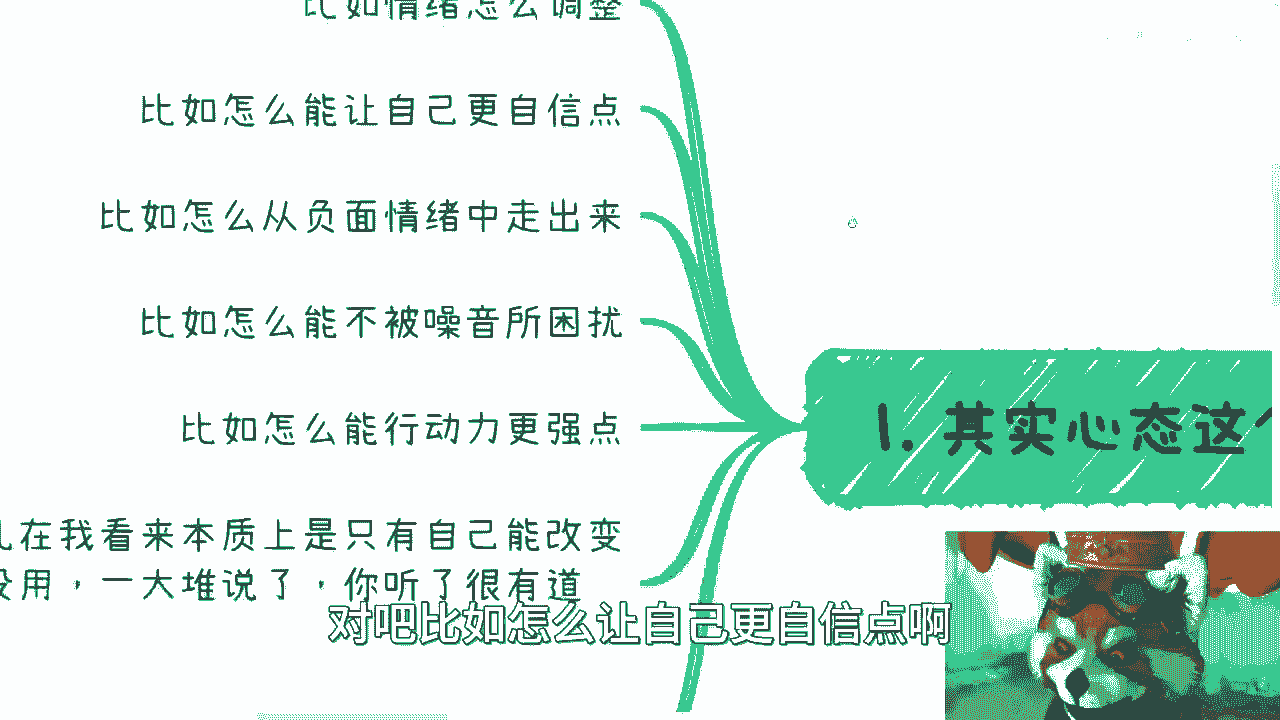 比如情绪怎么调整
比如怎么能让自己更自信点
比如怎么从负面情绪中走出来
比如怎么能不被噪音所困扰
比如怎么能行动力更强点
在我看来本质上是只有自己能改变
没用，一大堆说了，你听了很有道
1. 其实心态这个
对吧比如怎么让自己更自信点啊